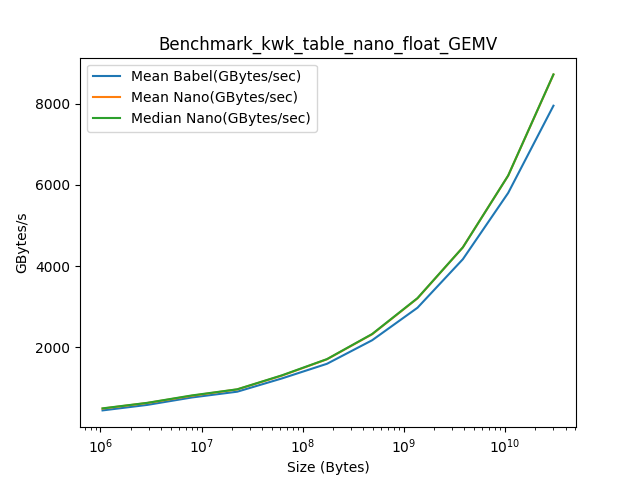 Benchmark_kwk_table_nano_float_GEMV
Mean Babel(GBytes/sec)
Mean Nano(GBytes/sec)
Median Nano(GBytes/sec)
GBytes/s
8000
6000
4000
2000
10⁶ 10⁷ 10⁸ 10⁹ 10¹⁰
Size (Bytes)